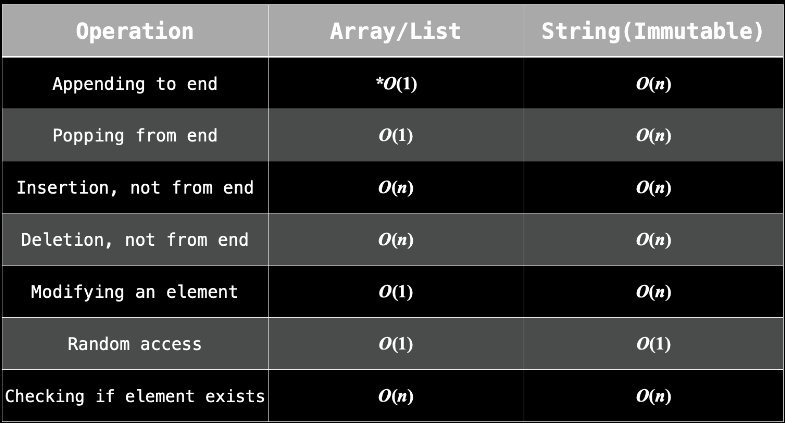 Operation Array/List String(Immutable)
Appending to end *O(1) O(n)
Popping from end O(1) O(n)
Insertion, not from end O(n) O(n)
Deletion, not from end O(n) O(n)
Modifying an element O(1) O(n)
Random access O(1) O(1)
Checking if element exists O(n) O(n)